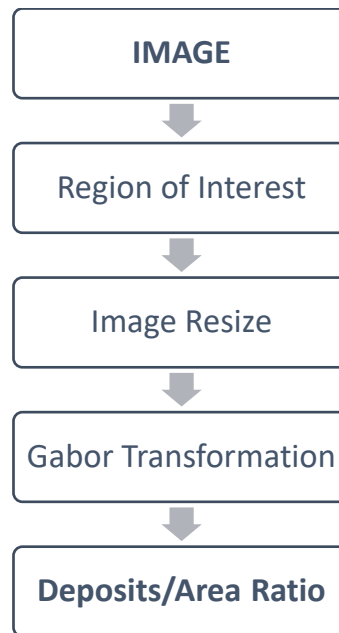 IMAGE
Region of Interest
Image Resize
Gabor Transformation
Deposits/Area Ratio